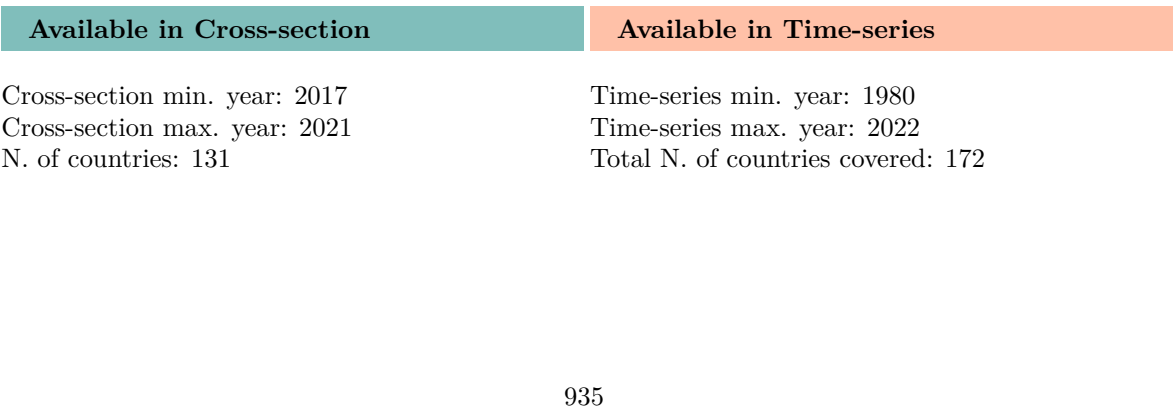 Available in Cross-section
Cross-section min. year: 2017
Cross-section max. year: 2021
N. of countries: 131
Available in Time-series
Time-series min. year: 1980
Time-series max. year: 2022
Total N. of countries covered: 172
935